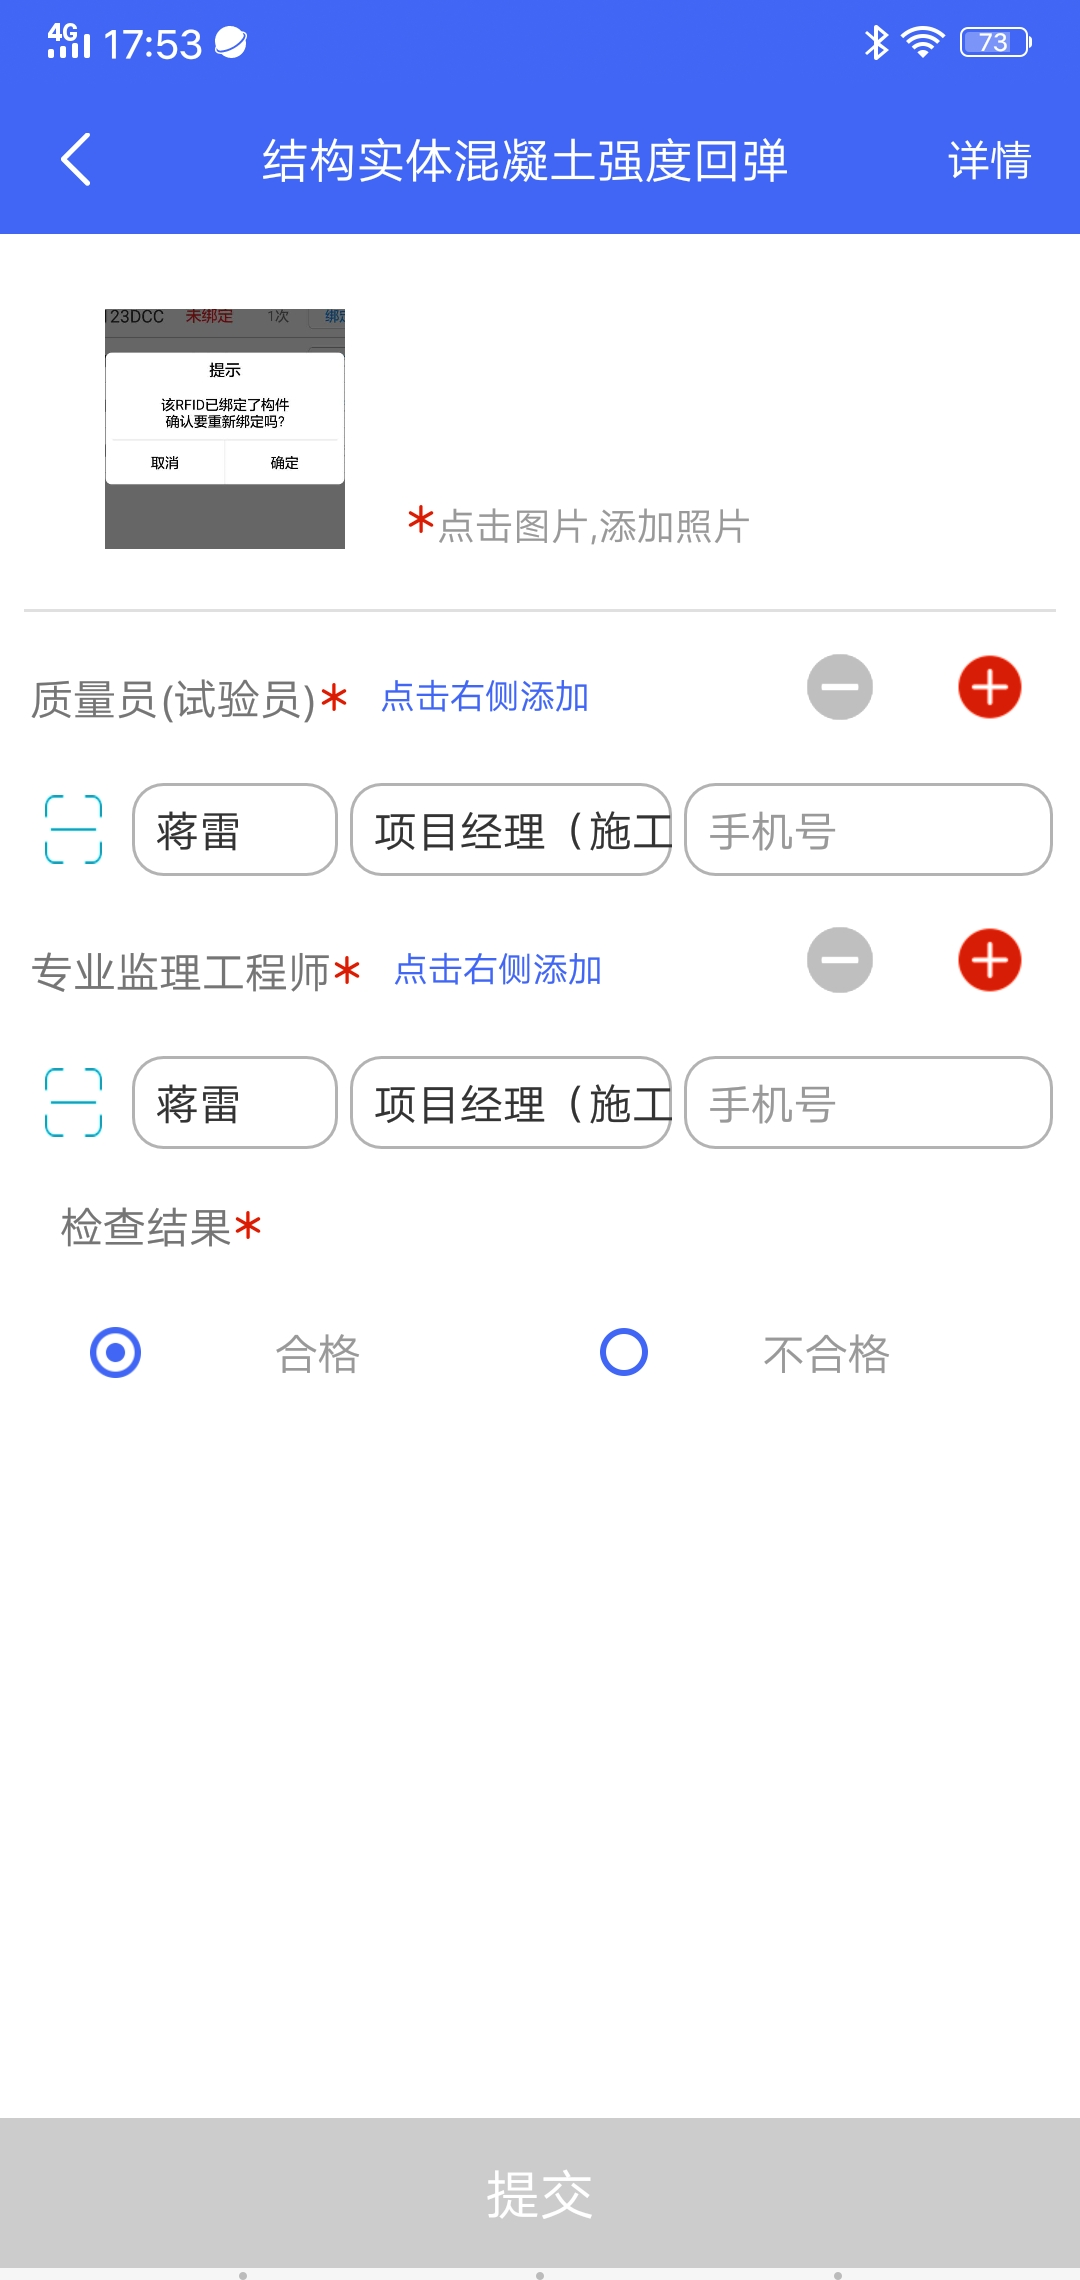 4G 17:53 73
结构实体混凝土强度回弹 详情
123DCC 未绑定 1次
提示
该RFID已绑定了构件
确认要重新绑定吗?
取消 确定
*点击图片,添加照片
质量员(试验员)* 点击右侧添加
蒋雷 项目经理（施工 手机号
专业监理工程师* 点击右侧添加
蒋雷 项目经理（施工 手机号
检查结果*
合格 不合格
提交